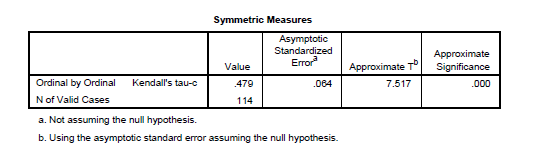 Symmetric Measures
Value Asymptotic Standardized Error^a Approximate T^b Approximate Significance
Ordinal by Ordinal Kendall's tau-c .479 .064 7.517 .000
N of Valid Cases 114
a. Not assuming the null hypothesis.
b. Using the asymptotic standard error assuming the null hypothesis.